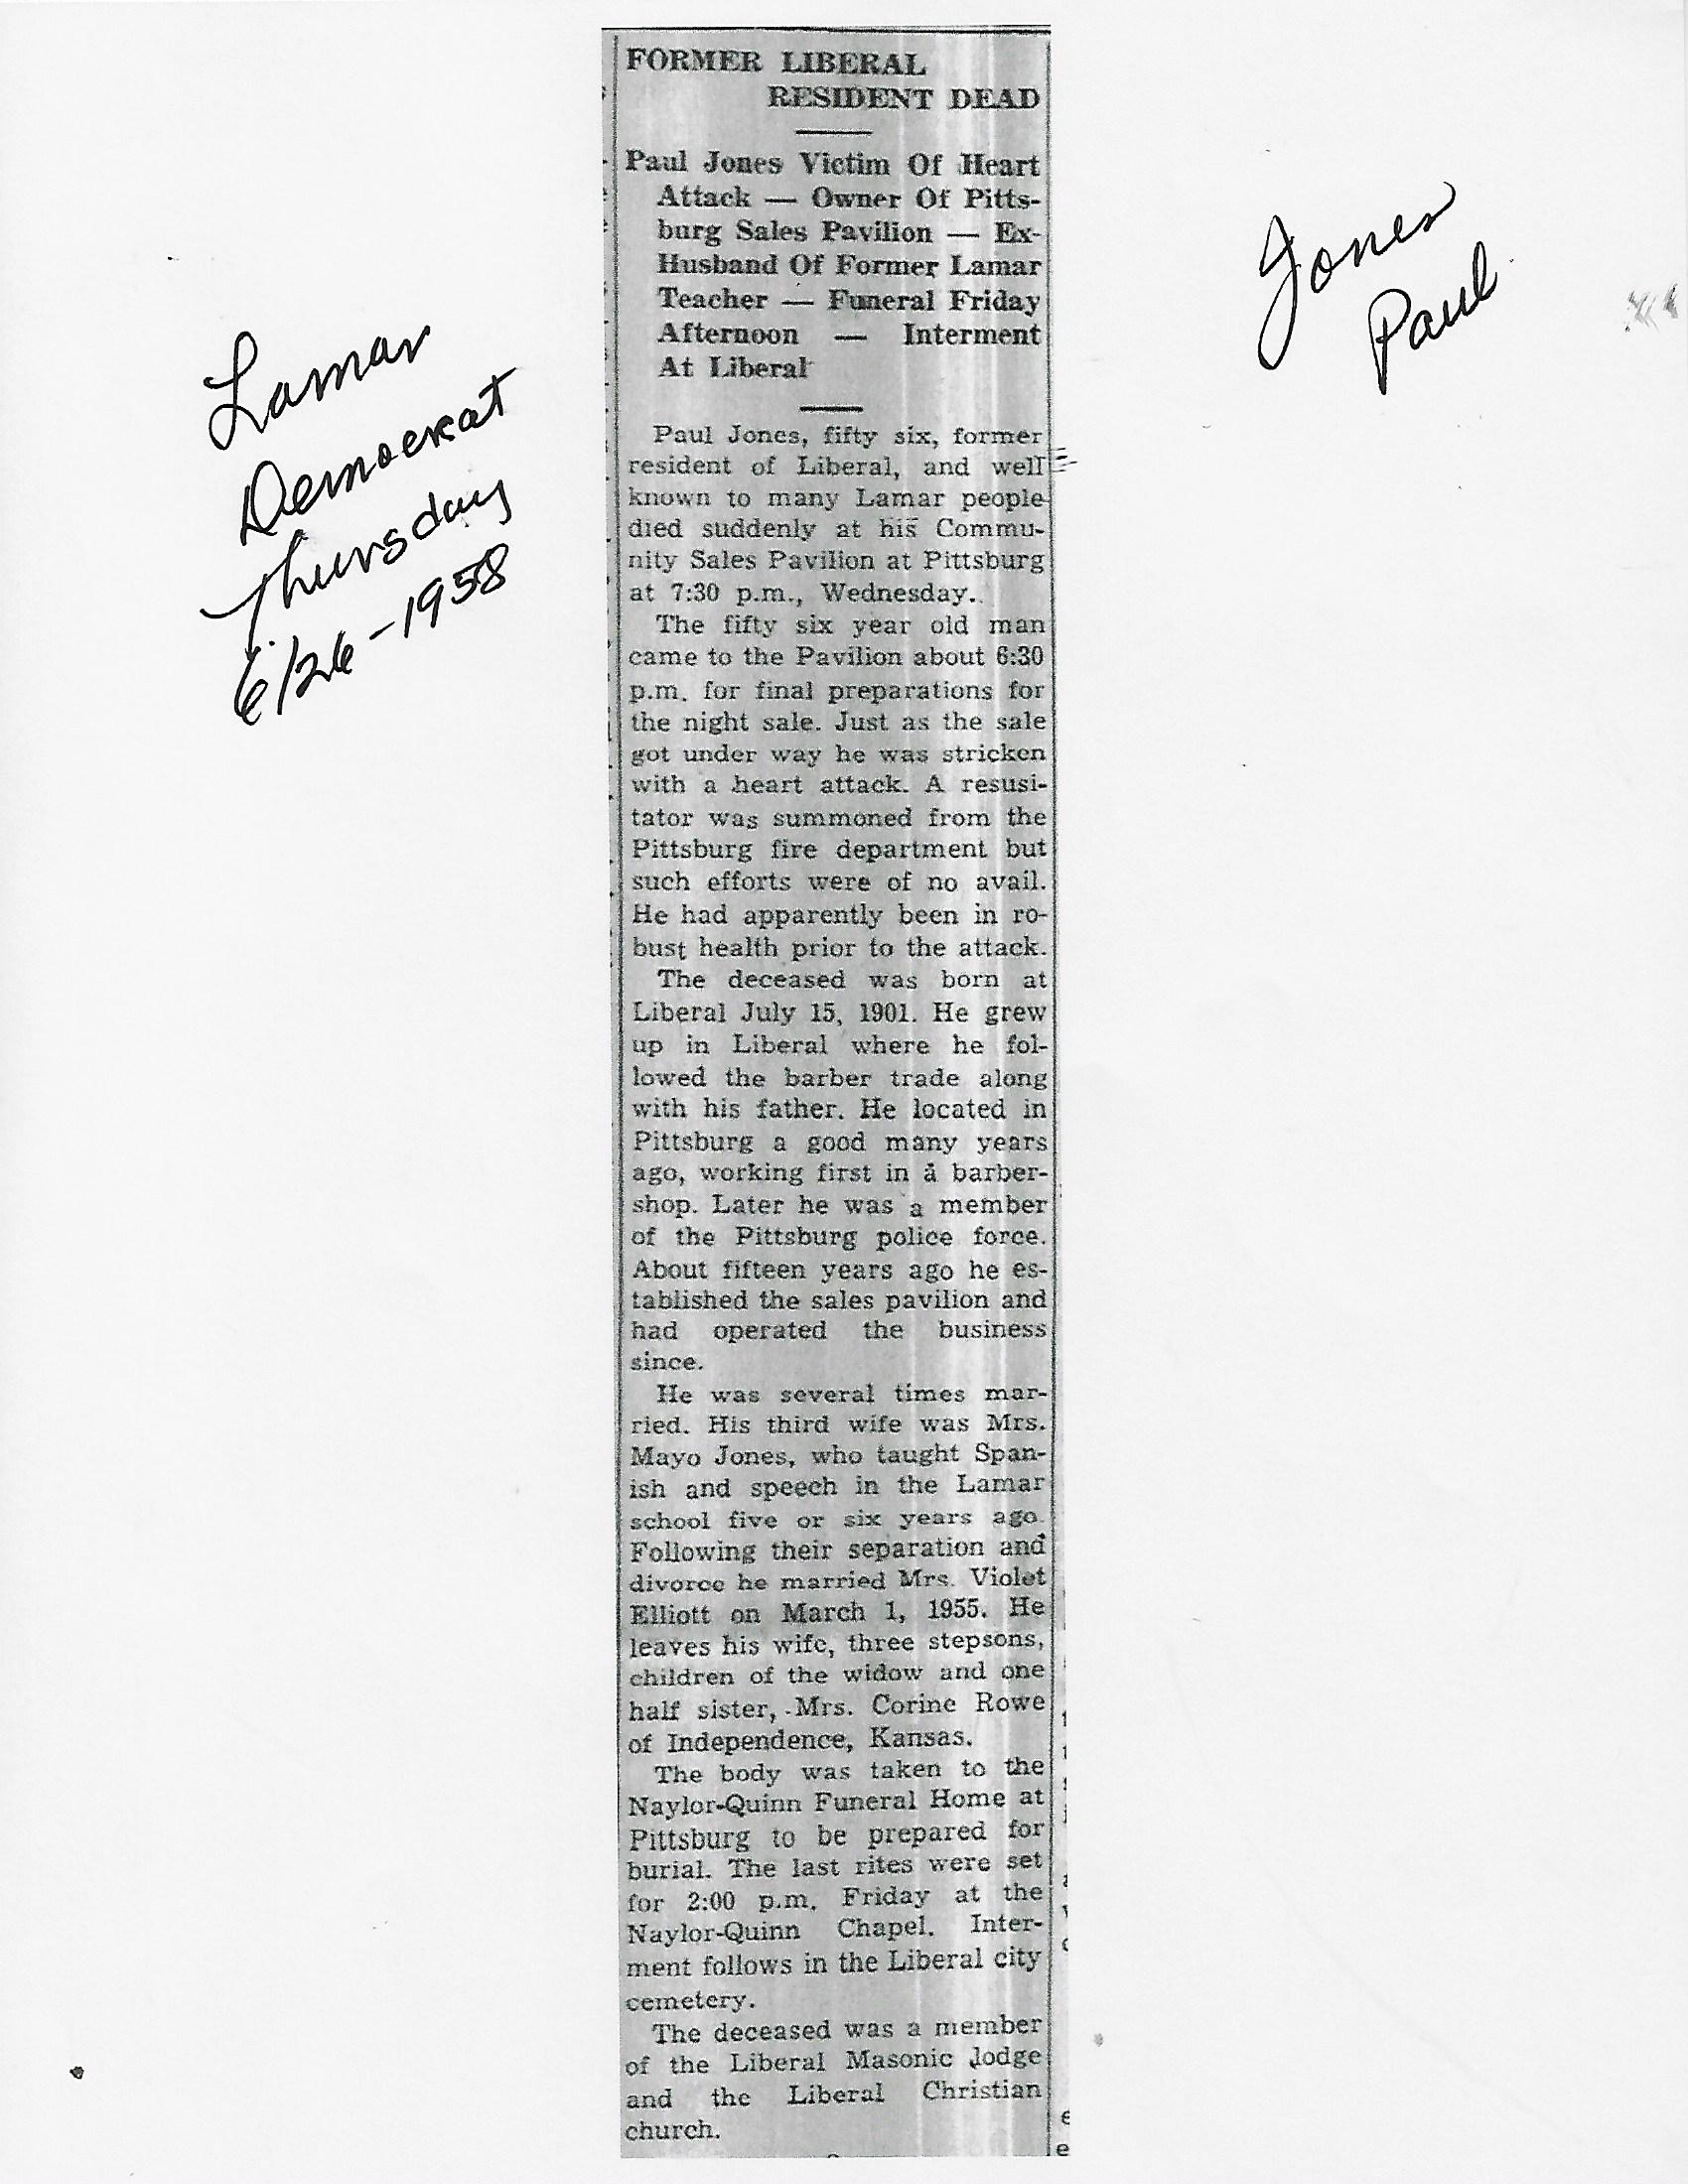 FORMER LIBERAL
RESIDENT DEAD
Paul Jones Victim Of Heart
Attack — Owner Of Pitts-
burg Sales Pavilion — Ex-
Husband Of Former Lamar
Teacher — Funeral Friday
Afternoon — Interment
At Liberal
Paul Jones, fifty six, former
resident of Liberal, and well
known to many Lamar people
died suddenly at his Commu-
nity Sales Pavilion at Pittsburg
at 7:30 p.m., Wednesday.
The fifty six year old man
came to the Pavilion about 6:30
p.m. for final preparations for
the night sale. Just as the sale
got under way he was stricken
with a heart attack. A resusi-
tator was summoned from the
Pittsburg fire department but
such efforts were of no avail.
He had apparently been in ro-
bust health prior to the attack.
The deceased was born at
Liberal July 15, 1901. He grew
up in Liberal where he fol-
lowed the barber trade along
with his father. He located in
Pittsburg a good many years
ago, working first in a barber-
shop. Later he was a member
of the Pittsburg police force.
About fifteen years ago he es-
tablished the sales pavilion and
had operated the business
since.
He was several times mar-
ried. His third wife was Mrs.
Mayo Jones, who taught Span-
ish and speech in the Lamar
school five or six years ago.
Following their separation and
divorce he married Mrs. Violet
Elliott on March 1, 1955. He
leaves his wife, three stepsons,
children of the widow and one
half sister, Mrs. Corine Rowe
of Independence, Kansas.
The body was taken to the
Naylor-Quinn Funeral Home at
Pittsburg to be prepared for
burial. The last rites were set
for 2:00 p.m. Friday at the
Naylor-Quinn Chapel. Inter-
ment follows in the Liberal city
cemetery.
The deceased was a member
of the Liberal Masonic lodge
and the Liberal Christian
church.
Lamar
Democrat
Thursday
6/26-1958
Jones
Paul